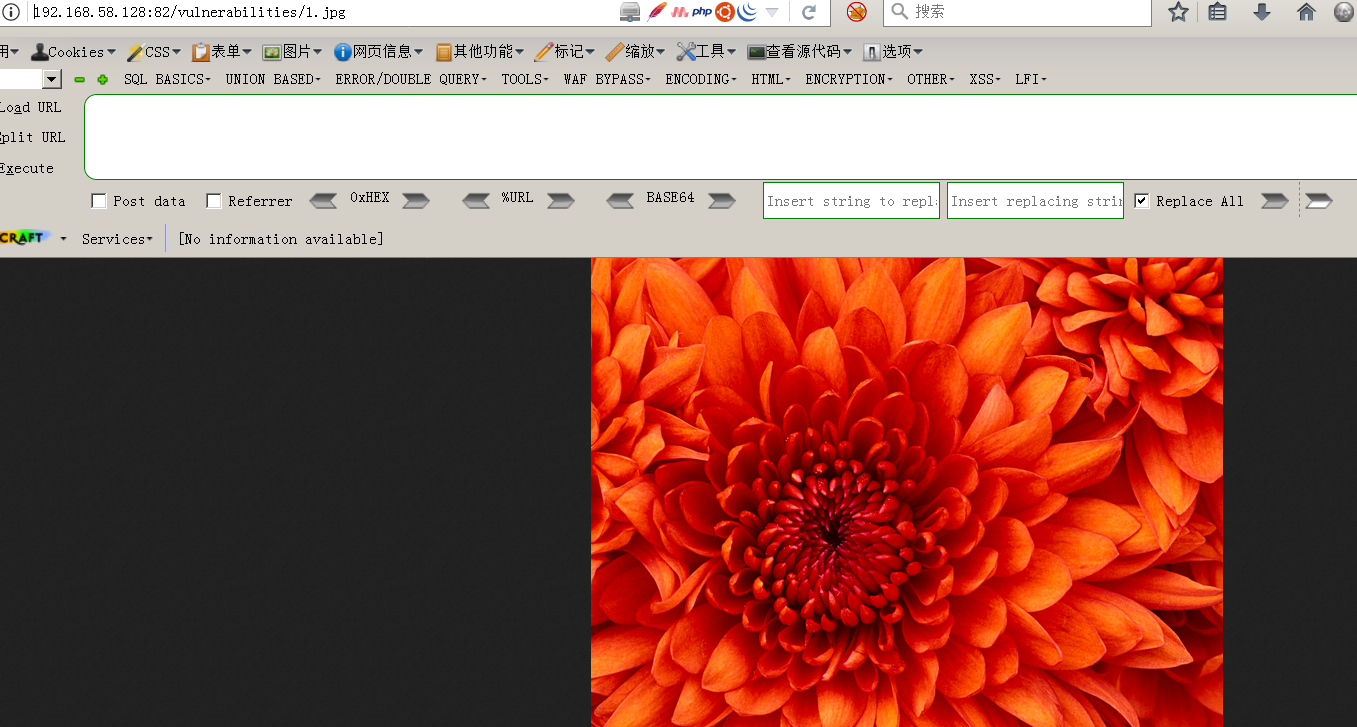 192.168.58.128:82/vulnerabilities/1.jpg php 搜索
用 Cookies CSS 表单 图片 网页信息 其他功能 标记 缩放 工具 查看源代码 选项
SQL BASICS UNION BASED ERROR/DOUBLE QUERY TOOLS WAF BYPASS ENCODING HTML ENCRYPTION OTHER XSS LFI
Load URL
Split URL
Execute
Post data Referrer 0xHEX %URL BASE64 Insert string to repl Insert replacing strin Replace All
CRAFT Services [No information available]